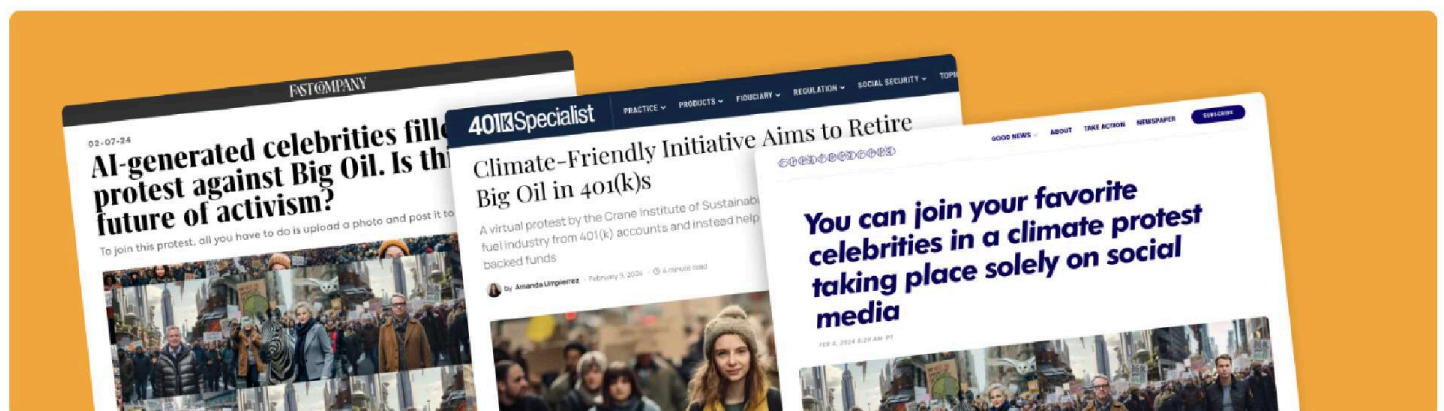 FAST COMPANY
02-07-24
AI-generated celebrities fill
protest against Big Oil. Is th
future of activism?
To join this protest, all you have to do is upload a photo and post it to
401K Specialist
PRACTICE PRODUCTS FIDUCIARY REGULATION SOCIAL SECURITY TOPI
Climate-Friendly Initiative Aims to Retire
Big Oil in 401(k)s
A virtual protest by the Crane Institute of Sustainab
fuel industry from 401(k) accounts and instead help
backed funds
by Amanda Umpierrez · February 9, 2024 · 4 minute read
GOOD NEWS ABOUT TAKE ACTION NEWSPAPER SUBSCRIBE
You can join your favorite
celebrities in a climate protest
taking place solely on social
media